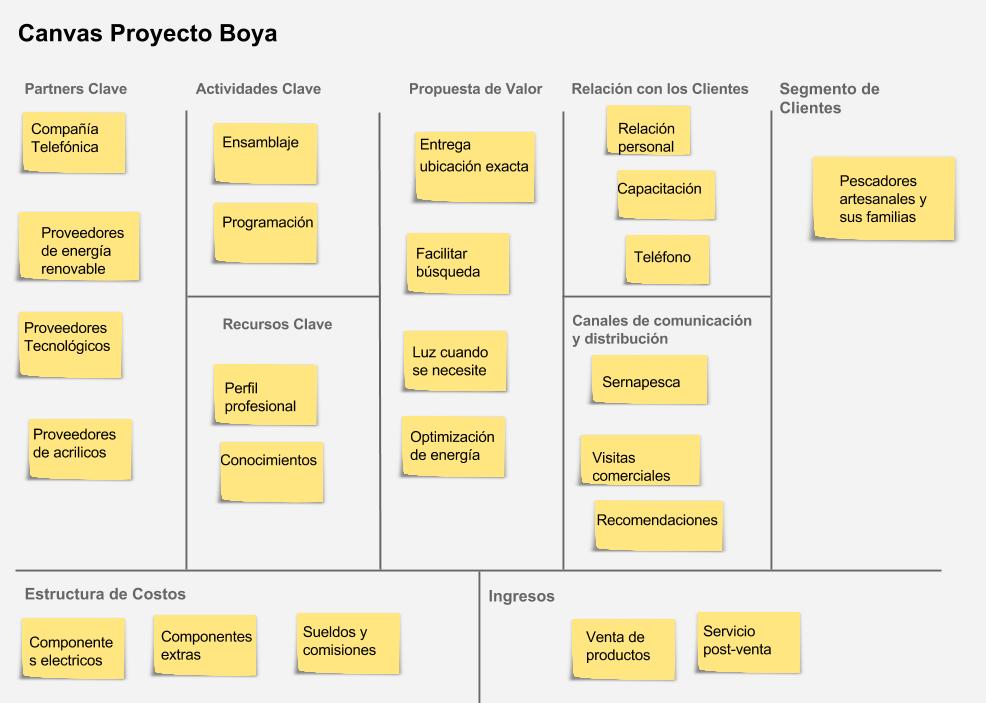 Canvas Proyecto Boya
Partners Clave
Compañía
Telefónica
Proveedores
de energía
renovable
Proveedores
Tecnológicos
Proveedores
de acrilicos
Actividades Clave
Ensamblaje
Programación
Recursos Clave
Perfil
profesional
Conocimientos
Propuesta de Valor
Entrega
ubicación exacta
Facilitar
búsqueda
Luz cuando
se necesite
Optimización
de energía
Relación con los Clientes
Relación
personal
Capacitación
Teléfono
Canales de comunicación
y distribución
Sernapesca
Visitas
comerciales
Recomendaciones
Segmento de
Clientes
Pescadores
artesanales y
sus familias
Estructura de Costos
Componente
s electricos
Componentes
extras
Sueldos y
comisiones
Ingresos
Venta de
productos
Servicio
post-venta